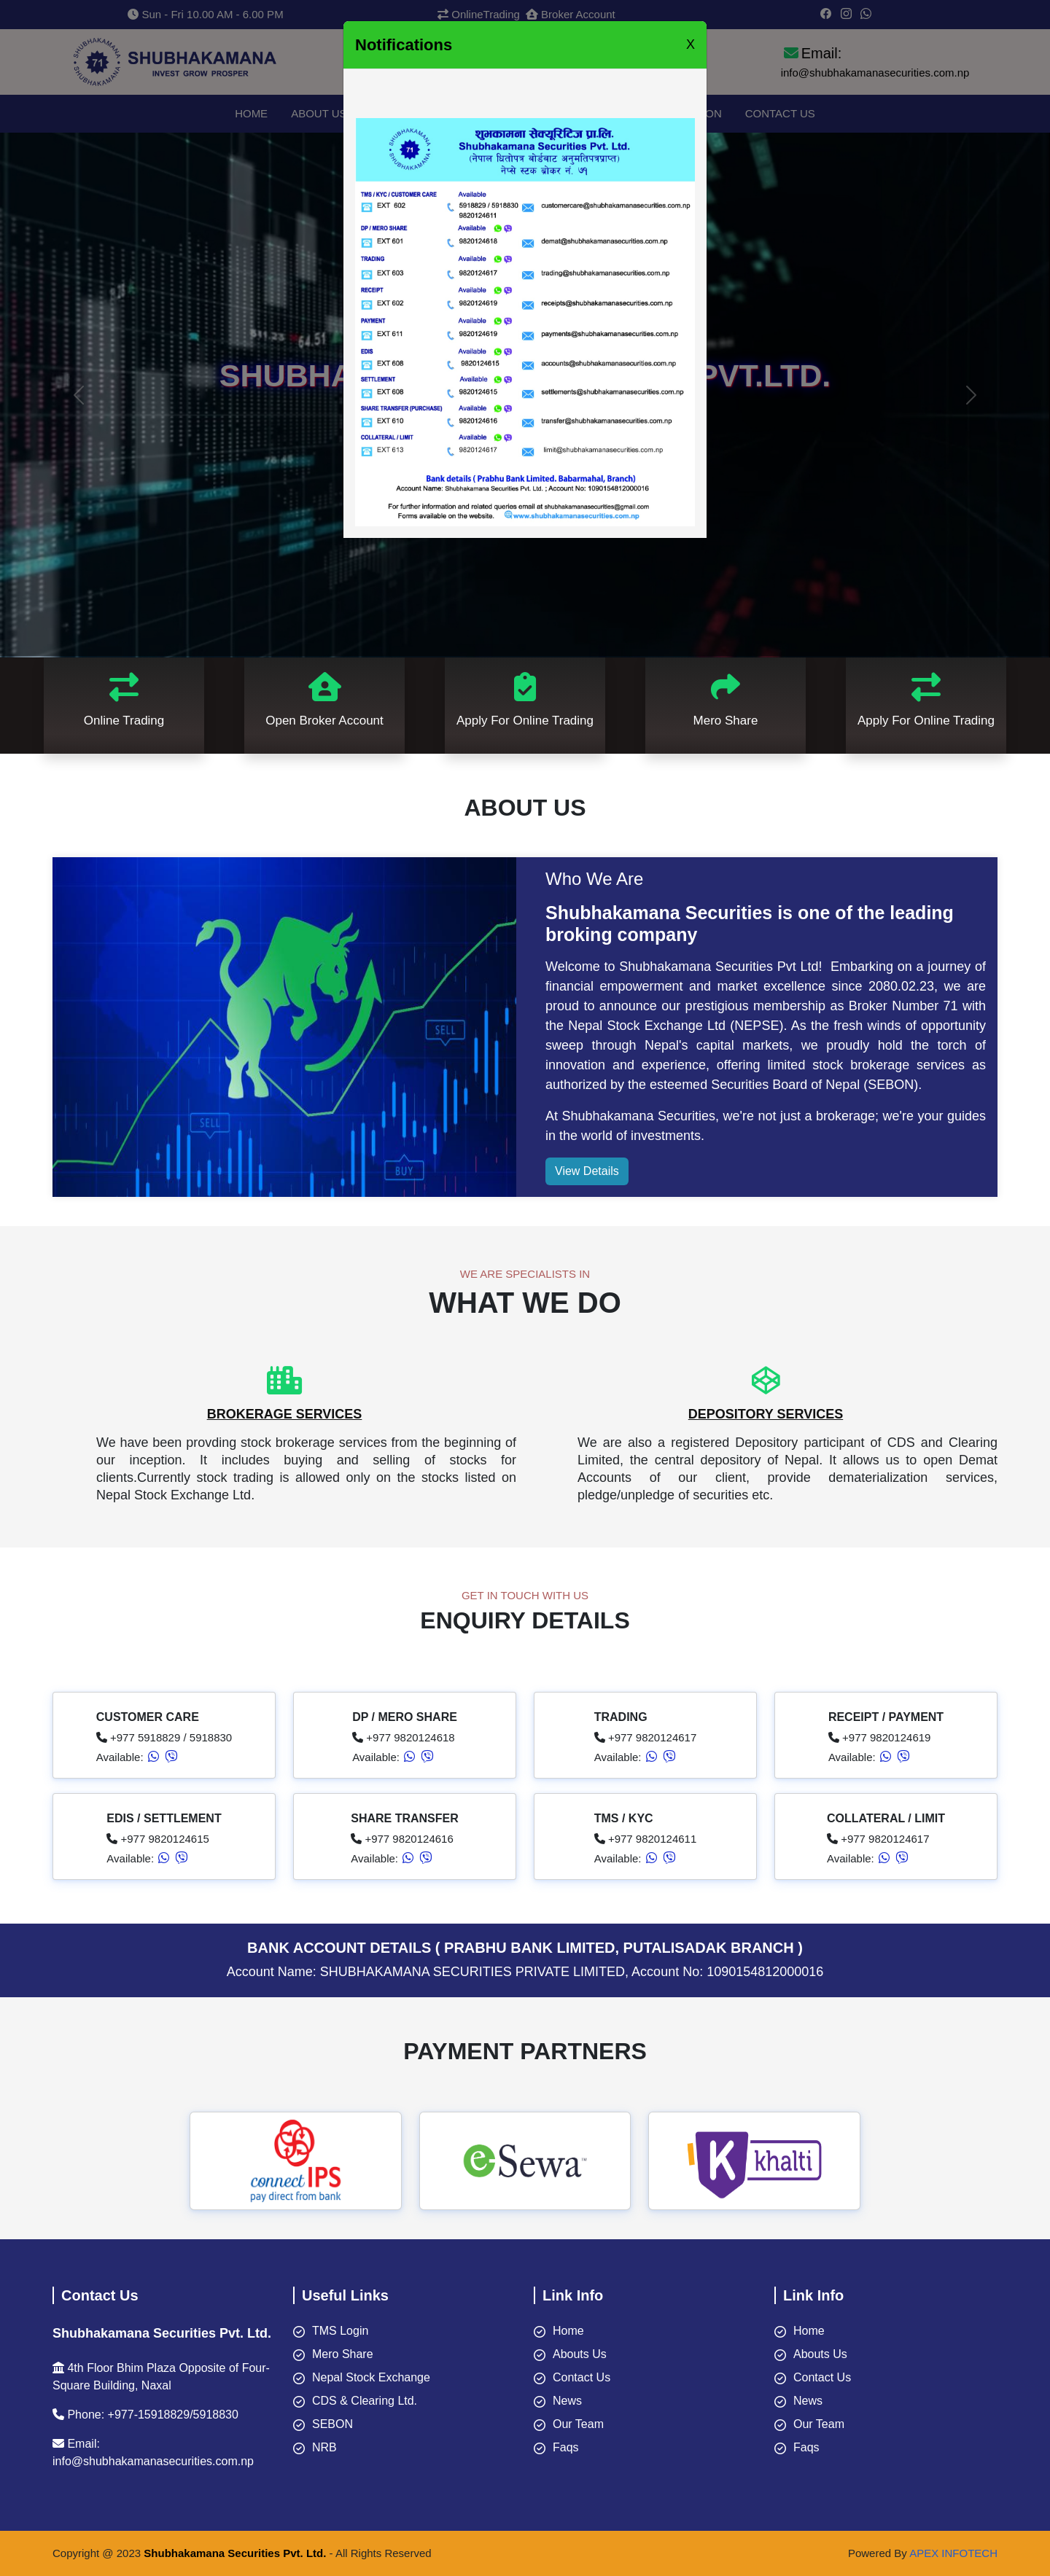 Sun - Fri 10.00 AM - 6.00 PM
OnlineTrading Broker Account
SHUBHAKAMANA
INVEST GROW PROSPER
71
Email:
info@shubhakamanasecurities.com.np
HOME ABOUT US
CONTACT US
Notifications X
71
शुभकामना सेक्यूरिटिज प्रा.लि.
Shubhakamana Securities Pvt. Ltd.
(नेपाल धितोपत्र बोर्डबाट अनुमतिपत्रप्राप्त)
नेप्से स्टक ब्रोकर नं. ७१
TMS / KYC / CUSTOMER CARE Available
EXT 602 5918829 / 5918830 customercare@shubhakamanasecurities.com.np
9820124611
DP / MERO SHARE Available
EXT 601 9820124618 demat@shubhakamanasecurities.com.np
TRADING Available
EXT 603 9820124617 trading@shubhakamanasecurities.com.np
RECEIPT Available
EXT 602 9820124619 receipts@shubhakamanasecurities.com.np
PAYMENT Available
EXT 611 9820124619 payments@shubhakamanasecurities.com.np
EDIS Available
EXT 608 9820124615 accounts@shubhakamanasecurities.com.np
SETTLEMENT Available
EXT 608 9820124615 settlements@shubhakamanasecurities.com.np
SHARE TRANSFER (PURCHASE) Available
EXT 610 9820124616 transfer@shubhakamanasecurities.com.np
COLLATERAL / LIMIT Available
EXT 613 9820124617 limit@shubhakamanasecurities.com.np
Bank details ( Prabhu Bank Limited. Babarmahal, Branch)
Account Name: Shubhakamana Securities Pvt. Ltd. ; Account No: 1090154812000016
For further information and related queries email at shubhakamanasecurities@gmail.com
Forms available on the website. www.shubhakamanasecurities.com.np
PVT.LTD.
Online Trading
Open Broker Account
Apply For Online Trading
Mero Share
Apply For Online Trading
ABOUT US
SELL
SELL
BUY
Who We Are
Shubhakamana Securities is one of the leading
broking company
Welcome to Shubhakamana Securities Pvt Ltd! Embarking on a journey of
financial empowerment and market excellence since 2080.02.23, we are
proud to announce our prestigious membership as Broker Number 71 with
the Nepal Stock Exchange Ltd (NEPSE). As the fresh winds of opportunity
sweep through Nepal's capital markets, we proudly hold the torch of
innovation and experience, offering limited stock brokerage services as
authorized by the esteemed Securities Board of Nepal (SEBON).
At Shubhakamana Securities, we're not just a brokerage; we're your guides
in the world of investments.
View Details
WE ARE SPECIALISTS IN
WHAT WE DO
BROKERAGE SERVICES
We have been provding stock brokerage services from the beginning of
our inception. It includes buying and selling of stocks for
clients.Currently stock trading is allowed only on the stocks listed on
Nepal Stock Exchange Ltd.
DEPOSITORY SERVICES
We are also a registered Depository participant of CDS and Clearing
Limited, the central depository of Nepal. It allows us to open Demat
Accounts of our client, provide dematerialization services,
pledge/unpledge of securities etc.
GET IN TOUCH WITH US
ENQUIRY DETAILS
CUSTOMER CARE
+977 5918829 / 5918830
Available:
DP / MERO SHARE
+977 9820124618
Available:
TRADING
+977 9820124617
Available:
RECEIPT / PAYMENT
+977 9820124619
Available:
EDIS / SETTLEMENT
+977 9820124615
Available:
SHARE TRANSFER
+977 9820124616
Available:
TMS / KYC
+977 9820124611
Available:
COLLATERAL / LIMIT
+977 9820124617
Available:
BANK ACCOUNT DETAILS ( PRABHU BANK LIMITED, PUTALISADAK BRANCH )
Account Name: SHUBHAKAMANA SECURITIES PRIVATE LIMITED, Account No: 1090154812000016
PAYMENT PARTNERS
connect IPS
pay direct from bank
e-Sewa™
K khalti
Contact Us
Shubhakamana Securities Pvt. Ltd.
4th Floor Bhim Plaza Opposite of Four-
Square Building, Naxal
Phone: +977-15918829/5918830
Email:
info@shubhakamanasecurities.com.np
Useful Links
TMS Login
Mero Share
Nepal Stock Exchange
CDS & Clearing Ltd.
SEBON
NRB
Link Info
Home
Abouts Us
Contact Us
News
Our Team
Faqs
Link Info
Home
Abouts Us
Contact Us
News
Our Team
Faqs
Copyright @ 2023 Shubhakamana Securities Pvt. Ltd. - All Rights Reserved
Powered By APEX INFOTECH